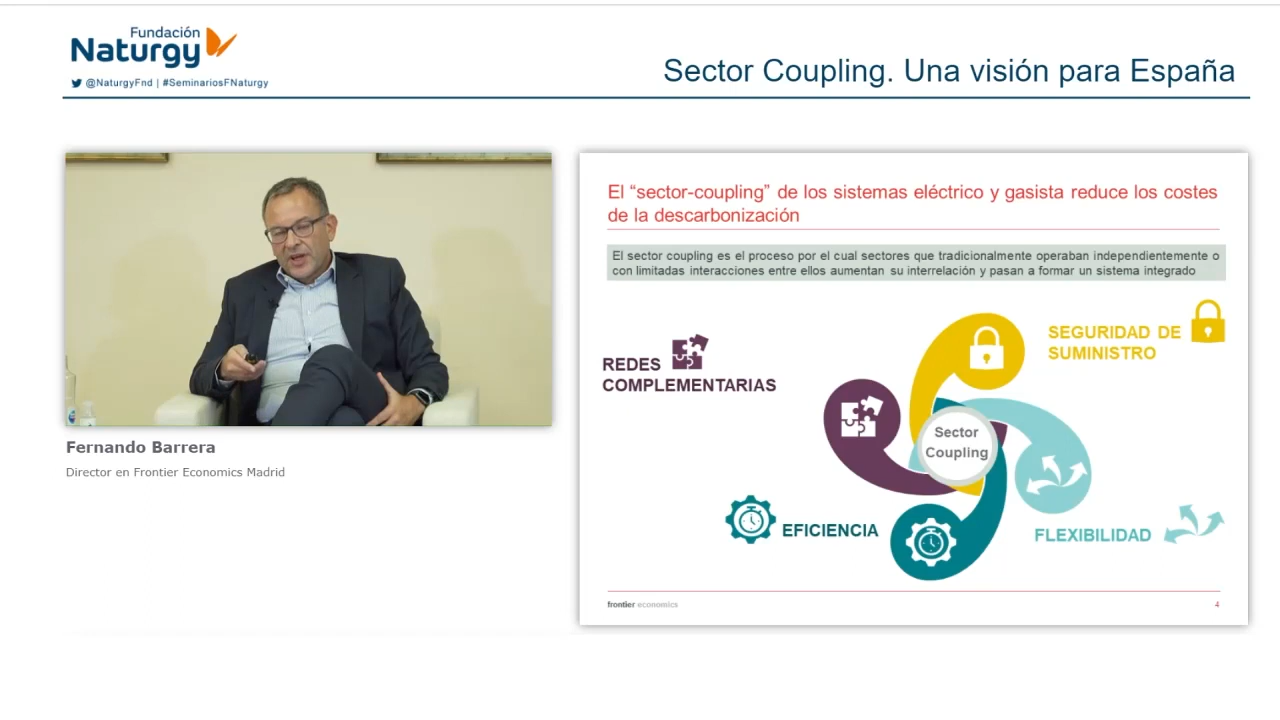 Fundación
Naturgy
@NaturgyFnd | #SeminariosFNaturgy
Sector Coupling. Una visión para España
Fernando Barrera
Director en Frontier Economics Madrid
El “sector-coupling” de los sistemas eléctrico y gasista reduce los costes
de la descarbonización
El sector coupling es el proceso por el cual sectores que tradicionalmente operaban independientemente o
con limitadas interacciones entre ellos aumentan su interrelación y pasan a formar un sistema integrado
REDES
COMPLEMENTARIAS
SEGURIDAD DE
SUMINISTRO
Sector
Coupling
EFICIENCIA
FLEXIBILIDAD
frontier economics
4